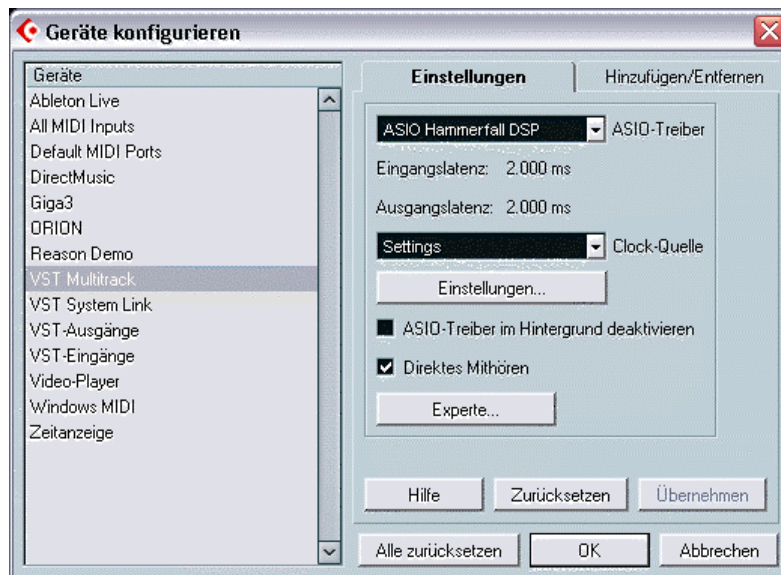 Geräte konfigurieren
Geräte
Ableton Live
All MIDI Inputs
Default MIDI Ports
DirectMusic
Giga3
ORION
Reason Demo
VST Multitrack
VST System Link
VST-Ausgänge
VST-Eingänge
Video-Player
Windows MIDI
Zeitanzeige
Einstellungen
Hinzufügen/Entfernen
ASIO Hammerfall DSP ASIO-Treiber
Eingangslatenz: 2.000 ms
Ausgangslatenz: 2.000 ms
Settings Clock-Quelle
Einstellungen...
ASIO-Treiber im Hintergrund deaktivieren
Direktes Mithören
Experte...
Hilfe Zurücksetzen Übernehmen
Alle zurücksetzen OK Abbrechen